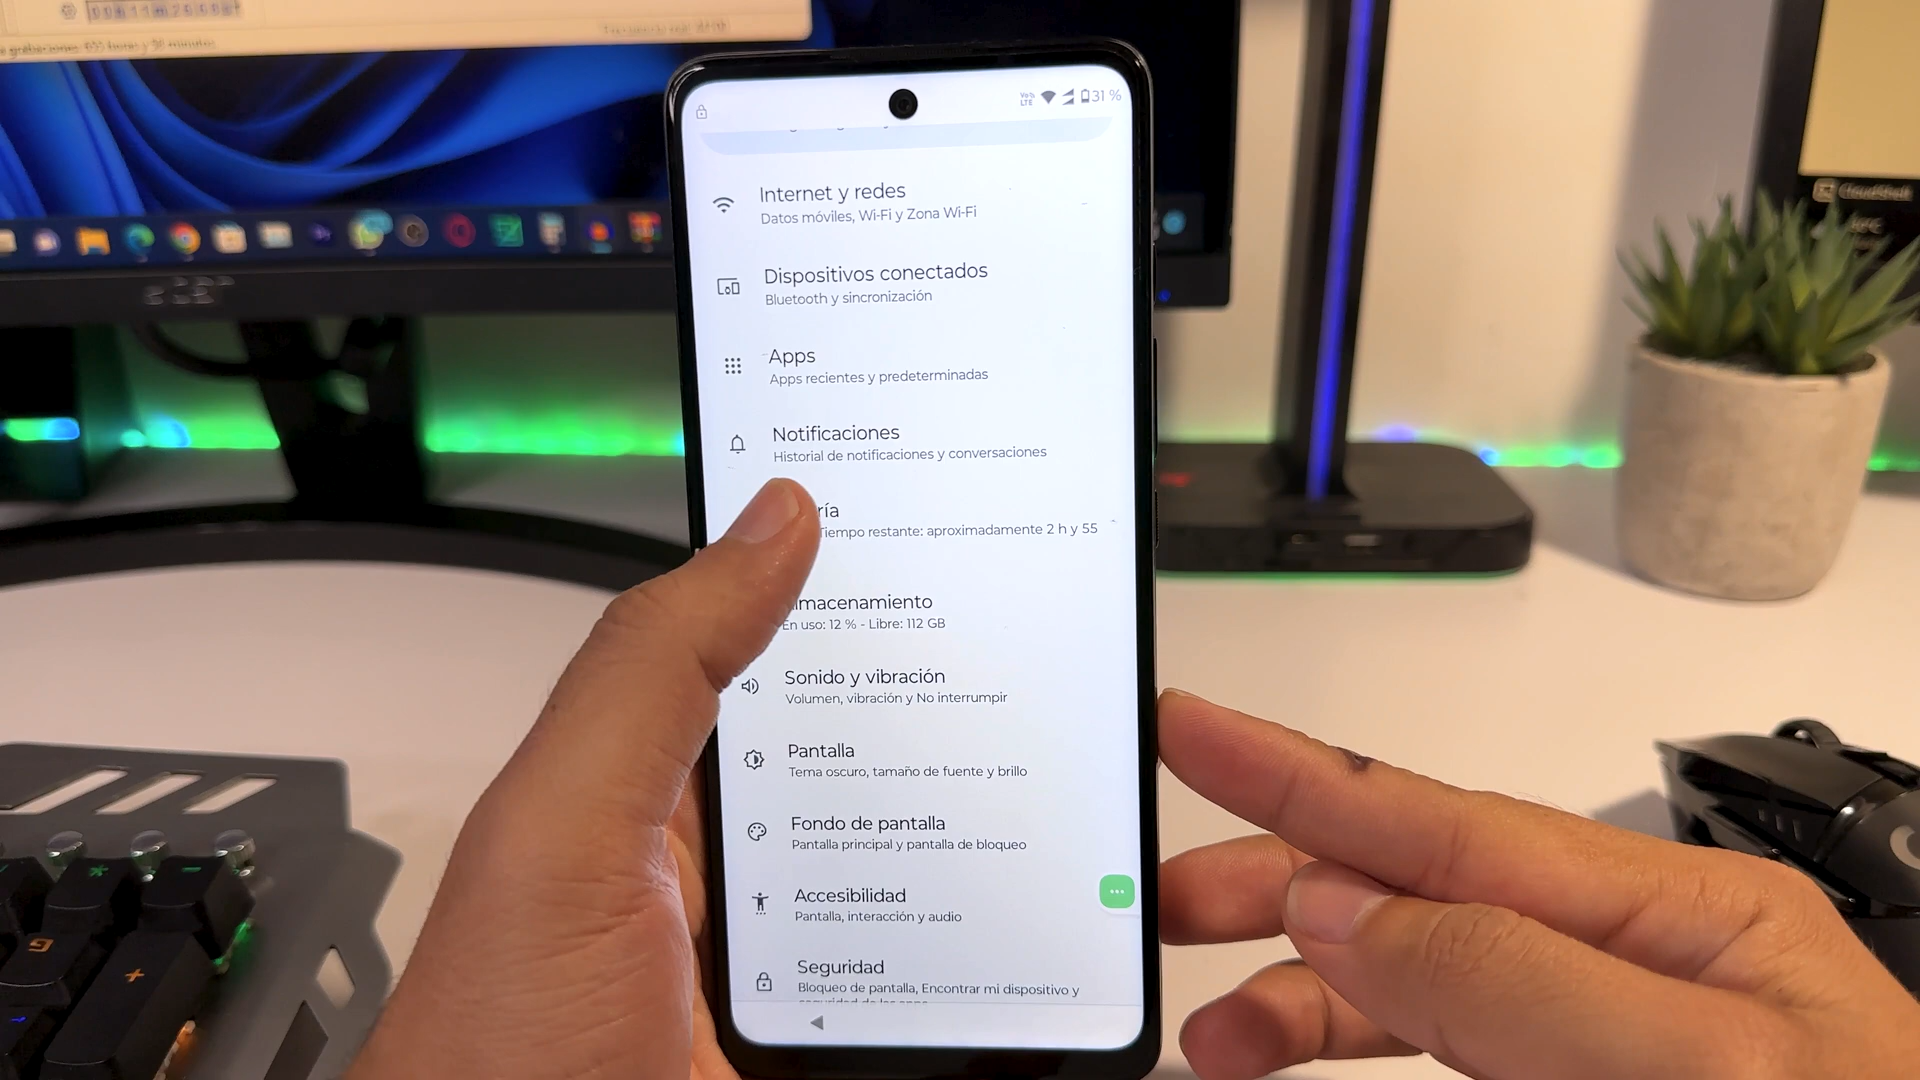 31 %
Internet y redes
Datos móviles, Wi-Fi y Zona Wi-Fi
Dispositivos conectados
Bluetooth y sincronización
Apps
Apps recientes y predeterminadas
Notificaciones
Historial de notificaciones y conversaciones
ría
Tiempo restante: aproximadamente 2 h y 55
lmacenamiento
En uso: 12 % - Libre: 112 GB
Sonido y vibración
Volumen, vibración y No interrumpir
Pantalla
Tema oscuro, tamaño de fuente y brillo
Fondo de pantalla
Pantalla principal y pantalla de bloqueo
Accesibilidad
Pantalla, interacción y audio
Seguridad
Bloqueo de pantalla, Encontrar mi dispositivo y